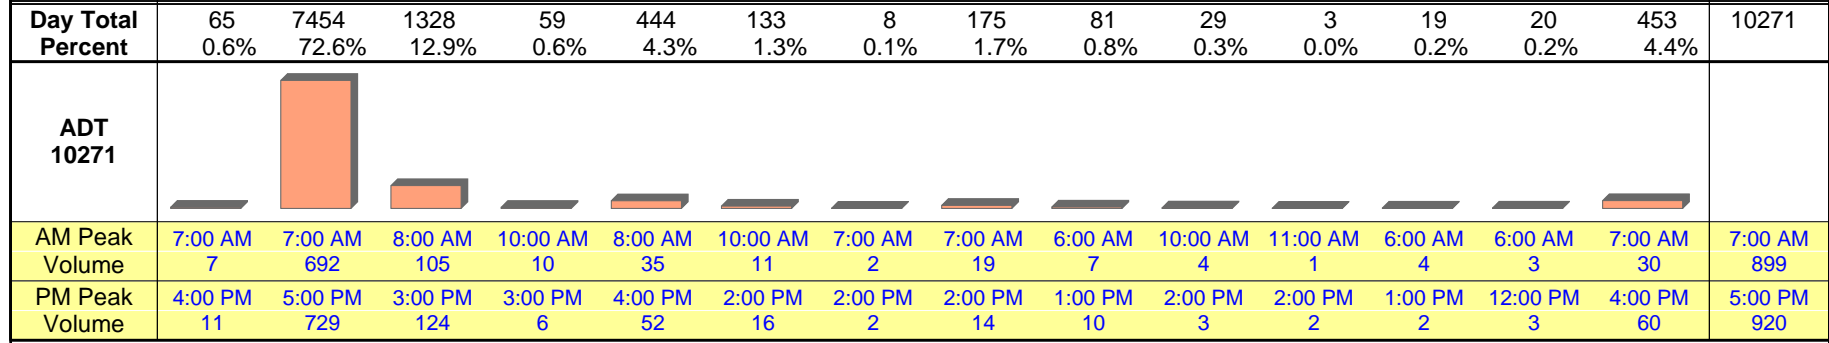 Day Total 65 7454 1328 59 444 133 8 175 81 29 3 19 20 453 10271
Percent 0.6% 72.6% 12.9% 0.6% 4.3% 1.3% 0.1% 1.7% 0.8% 0.3% 0.0% 0.2% 0.2% 4.4%
ADT
10271
AM Peak 7:00 AM 7:00 AM 8:00 AM 10:00 AM 8:00 AM 10:00 AM 7:00 AM 7:00 AM 6:00 AM 10:00 AM 11:00 AM 6:00 AM 6:00 AM 7:00 AM 7:00 AM
Volume 7 692 105 10 35 11 2 19 7 4 1 4 3 30 899
PM Peak 4:00 PM 5:00 PM 3:00 PM 3:00 PM 4:00 PM 2:00 PM 2:00 PM 2:00 PM 1:00 PM 2:00 PM 2:00 PM 1:00 PM 12:00 PM 4:00 PM 5:00 PM
Volume 11 729 124 6 52 16 2 14 10 3 2 2 3 60 920